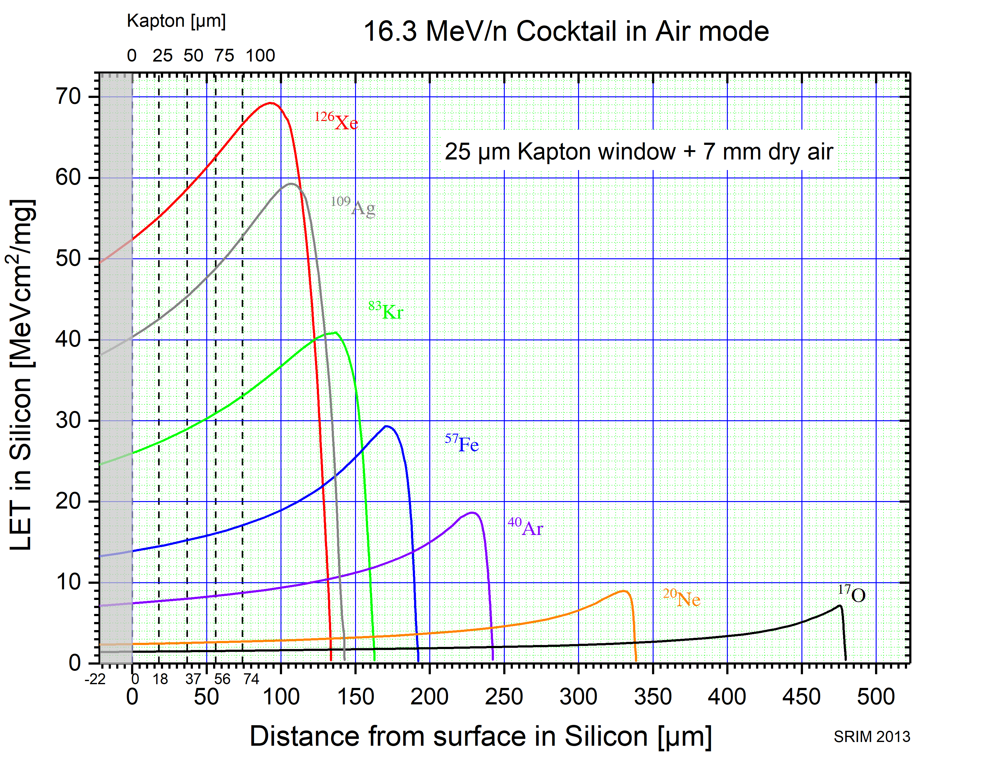 Kapton [µm]
16.3 MeV/n Cocktail in Air mode
0 25 50 75 100
70
¹²⁶Xe
25 µm Kapton window + 7 mm dry air
60
¹⁰⁹Ag
50
⁸³Kr
40
30
⁵⁷Fe
20
⁴⁰Ar
10
²⁰Ne
¹⁷O
0
LET in Silicon [MeVcm²/mg]
-22 0 18 37 56 74
0 50 100 150 200 250 300 350 400 450 500
Distance from surface in Silicon [µm]
SRIM 2013